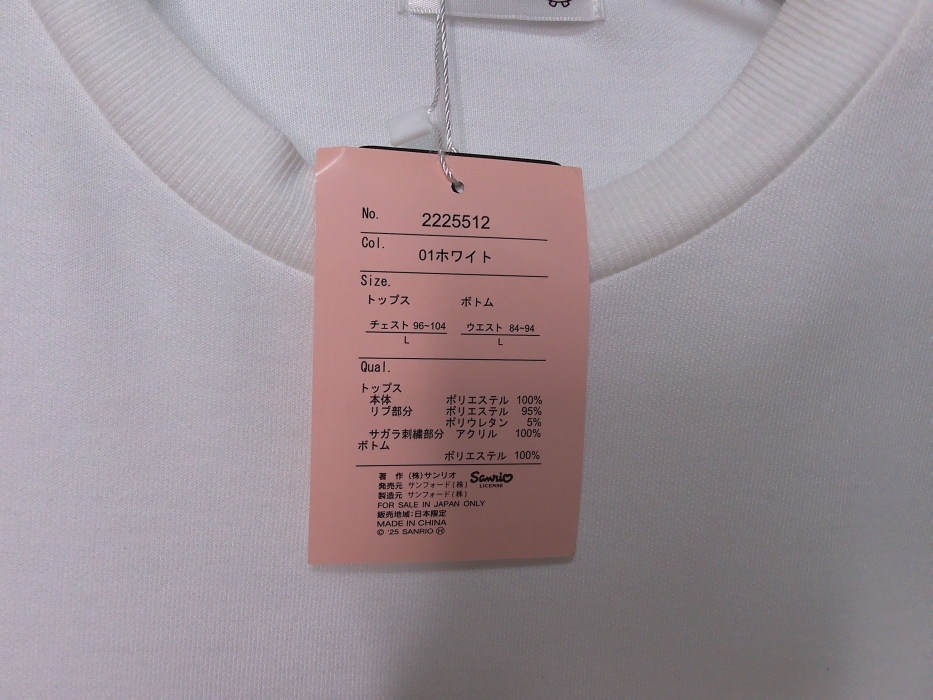 No. 2225512
Col.
01ホワイト
Size.
トップス ボトム
チェスト 96~104 ウエスト 84~94
L L
Qual.
トップス
本体 ポリエステル 100%
リブ部分 ポリエステル 95%
ポリウレタン 5%
サガラ刺繍部分 アクリル 100%
ボトム
ポリエステル 100%
著 作 (株)サンリオ Sanrio
発売元 サンフォード(株) LICENSE
製造元 サンフォード(株)
FOR SALE IN JAPAN ONLY
販売地域:日本限定
MADE IN CHINA
© '25 SANRIO Ⓗ